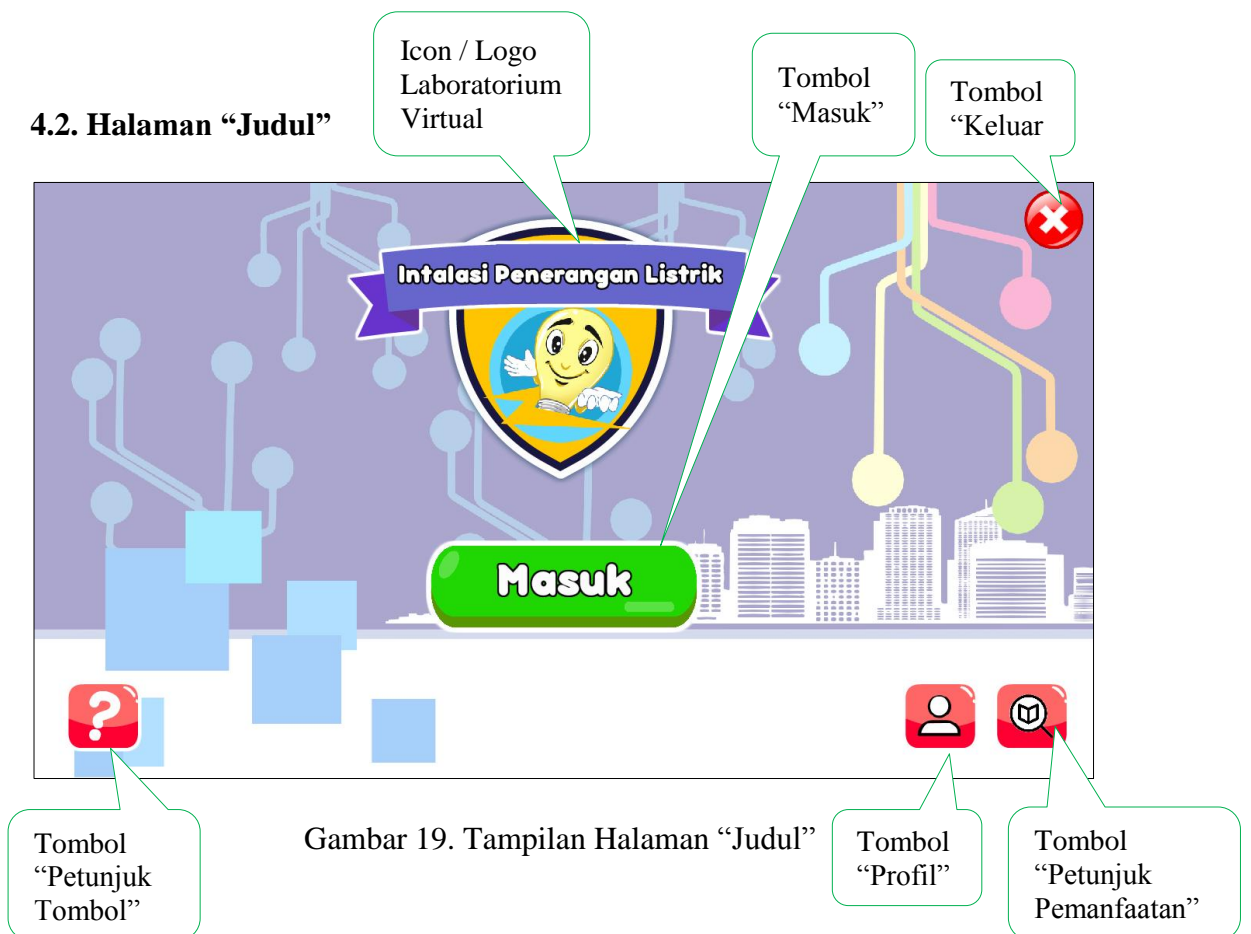 Icon / Logo
Laboratorium
Virtual
Tombol
“Masuk”
Tombol
“Keluar
4.2. Halaman “Judul”
Intalasi Penerangan Listrik
Masuk
?
Gambar 19. Tampilan Halaman “Judul”
Tombol
“Petunjuk
Tombol”
Tombol
“Profil”
Tombol
“Petunjuk
Pemanfaatan”